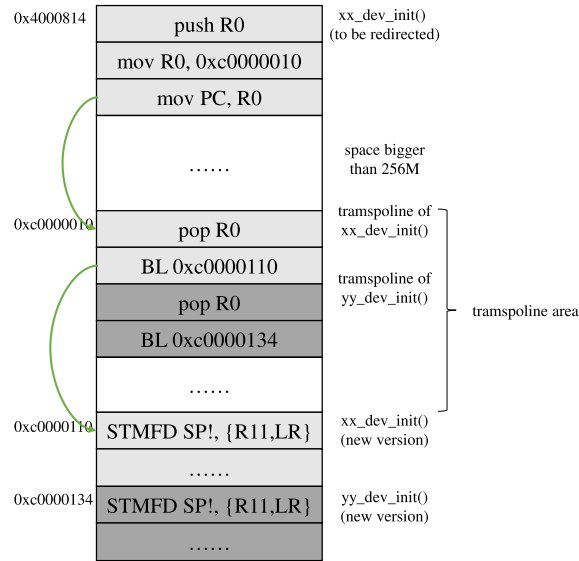 0x4000814
push R0
xx_dev_init()
(to be redirected)
mov R0, 0xc0000010
mov PC, R0
……
space bigger
than 256M
0xc0000010
pop R0
tramspoline of
xx_dev_init()
BL 0xc0000110
tramspoline of
yy_dev_init()
pop R0
tramspoline area
BL 0xc0000134
……
0xc0000110
STMFD SP!, {R11,LR}
xx_dev_init()
(new version)
……
0xc0000134
STMFD SP!, {R11,LR}
yy_dev_init()
(new version)
……